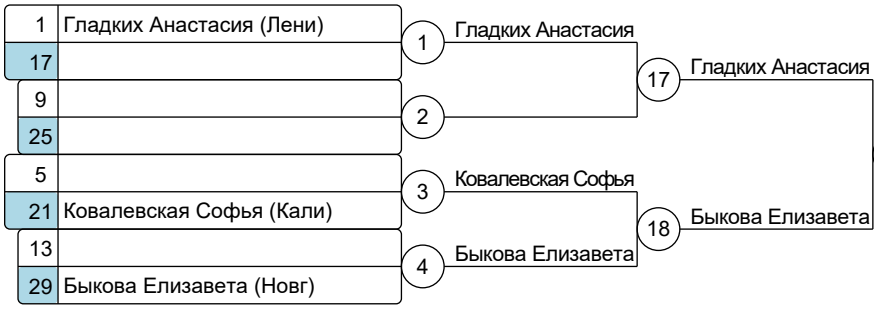 1 Гладких Анастасия (Лени)
17
1 Гладких Анастасия
17 Гладких Анастасия
9
25
2
5
21 Ковалевская Софья (Кали)
3 Ковалевская Софья
18 Быкова Елизавета
13
29 Быкова Елизавета (Новг)
4 Быкова Елизавета